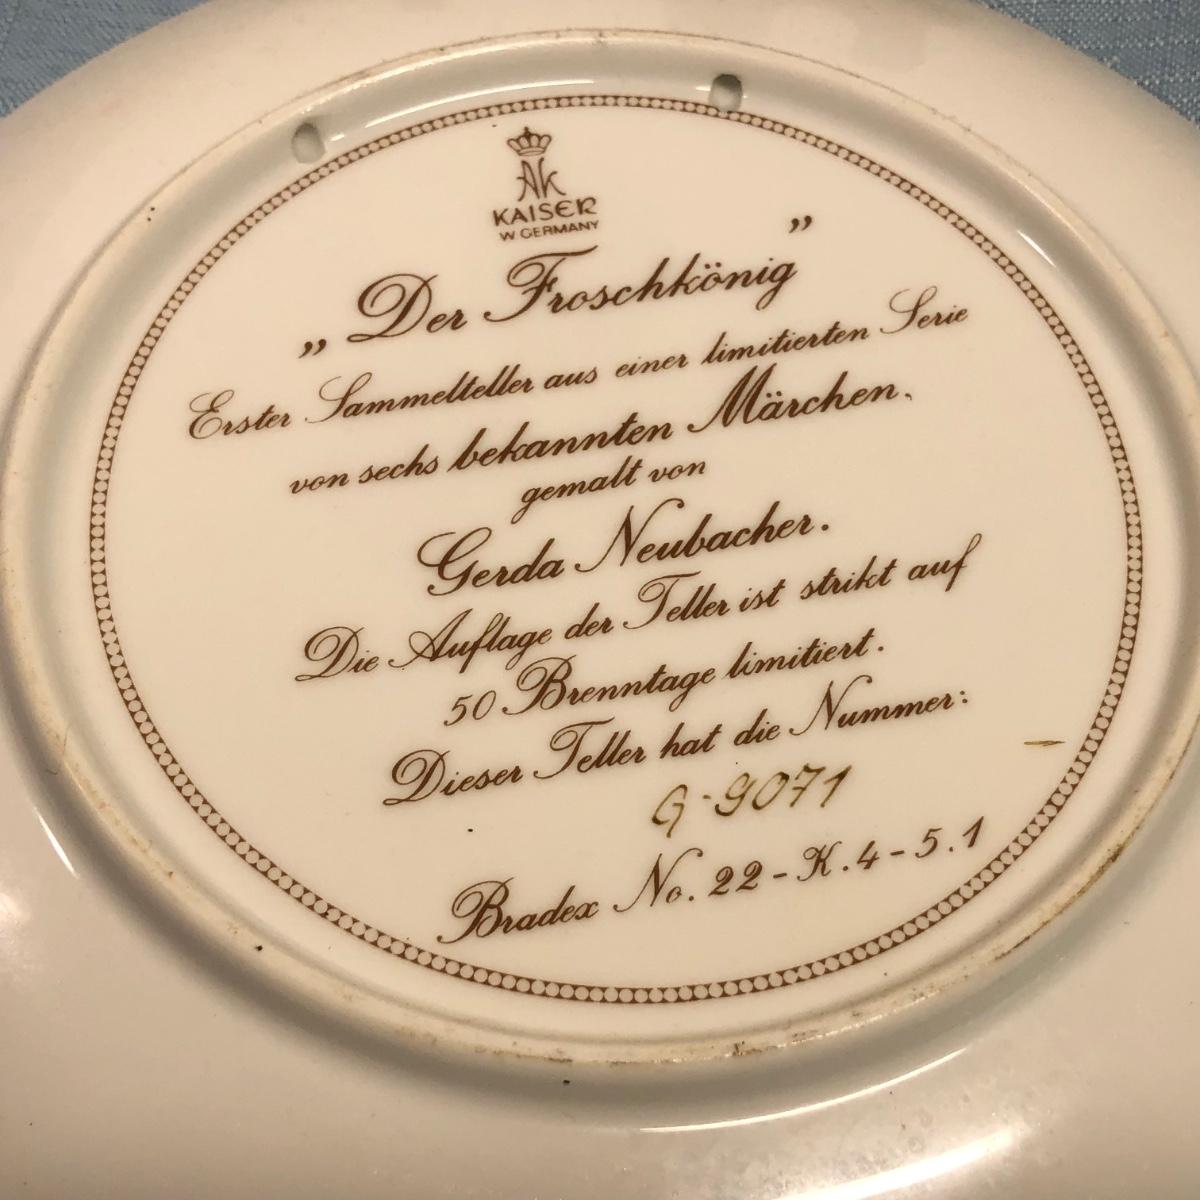 AK
KAISER
W GERMANY
„Der Froschkönig”
Erster Sammelteller aus einer limitierten Serie
von sechs bekannten Märchen.
gemalt von
Gerda Neubacher.
Die Auflage der Teller ist strikt auf
50 Brenntage limitiert.
Dieser Teller hat die Nummer:
G-9071
Bradex No. 22-K.4-5.1